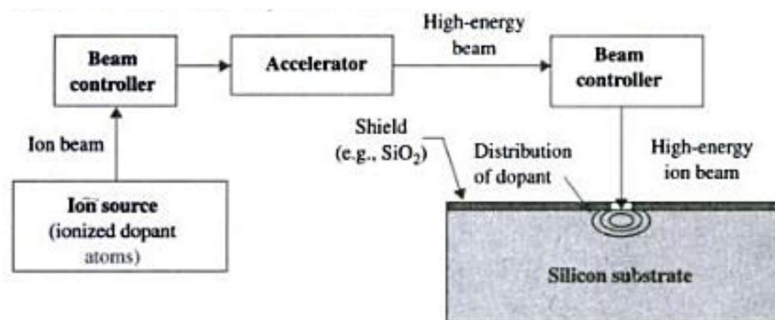 High-energy
beam
Beam
controller
Accelerator
Beam
controller
Ion beam
Shield
(e.g., SiO₂)
Distribution
of dopant
High-energy
ion beam
Ion source
(ionized dopant
atoms)
Silicon substrate